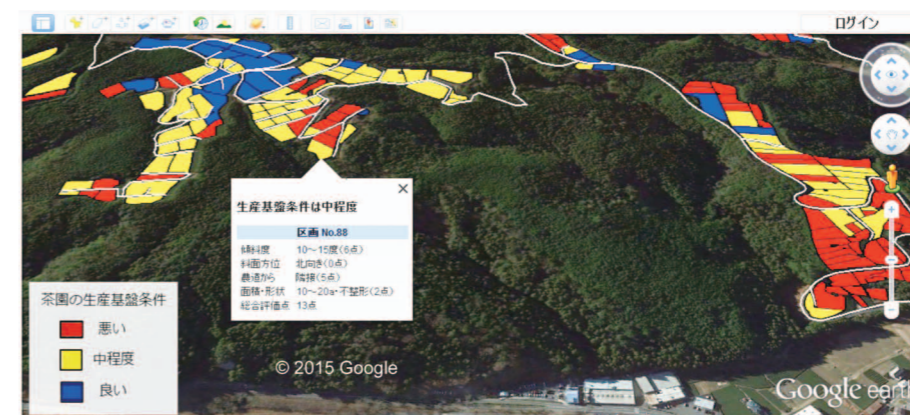 ログイン
生産基盤条件は中程度
区画 No.88
傾斜度 10～15度(6点)
斜面方位 北向き(0点)
農道から 隣接(5点)
面積・形状 10～20a・不整形(2点)
総合評価点 13点
茶園の生産基盤条件
悪い
中程度
良い
© 2015 Google
Google earth